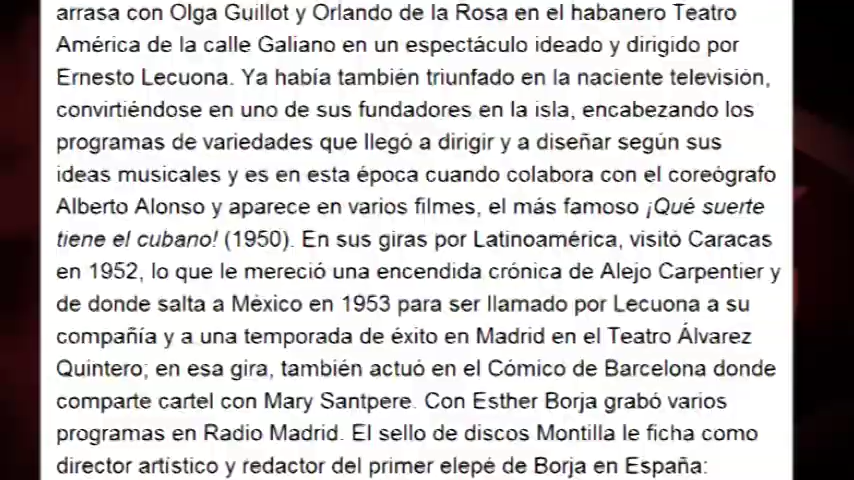 arrasa con Olga Guillot y Orlando de la Rosa en el habanero Teatro
América de la calle Galiano en un espectáculo ideado y dirigido por
Ernesto Lecuona. Ya había también triunfado en la naciente televisión,
convirtiéndose en uno de sus fundadores en la isla, encabezando los
programas de variedades que llegó a dirigir y a diseñar según sus
ideas musicales y es en esta época cuando colabora con el coreógrafo
Alberto Alonso y aparece en varios filmes, el más famoso ¡Qué suerte
tiene el cubano! (1950). En sus giras por Latinoamérica, visitó Caracas
en 1952, lo que le mereció una encendida crónica de Alejo Carpentier y
de donde salta a México en 1953 para ser llamado por Lecuona a su
compañía y a una temporada de éxito en Madrid en el Teatro Álvarez
Quintero; en esa gira, también actuó en el Cómico de Barcelona donde
comparte cartel con Mary Santpere. Con Esther Borja grabó varios
programas en Radio Madrid. El sello de discos Montilla le ficha como
director artístico y redactor del primer elepé de Borja en España: